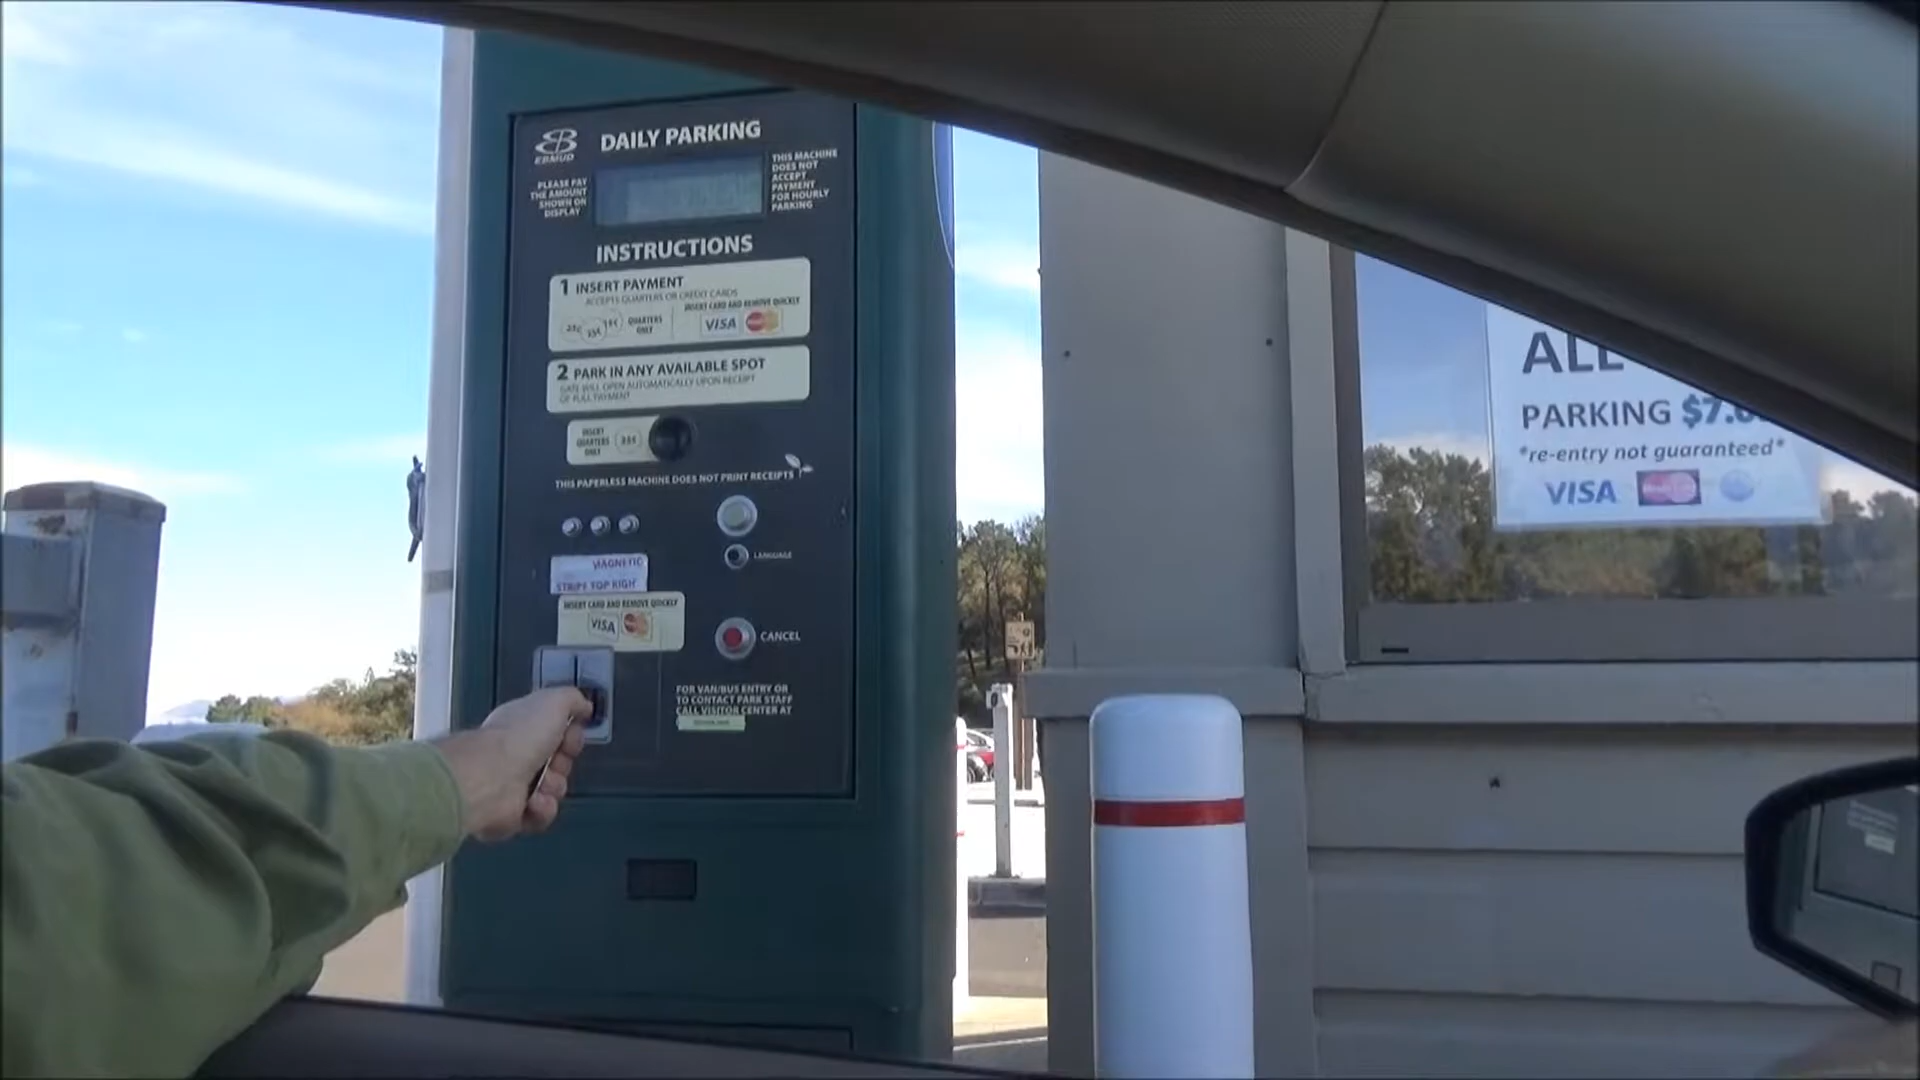 EBMUD
DAILY PARKING
PLEASE PAY
THE AMOUNT
SHOWN ON
DISPLAY
THIS MACHINE
DOES NOT
ACCEPT
PAYMENT
FOR HOURLY
PARKING
INSTRUCTIONS
1 INSERT PAYMENT
ACCEPTS QUARTERS OR CREDIT CARDS
25¢ 25¢ 25¢
QUARTERS
ONLY
INSERT CARD AND REMOVE QUICKLY
VISA
2 PARK IN ANY AVAILABLE SPOT
GATE WILL OPEN AUTOMATICALLY UPON RECEIPT
OF FULL PAYMENT
INSERT
QUARTERS
ONLY
25¢
THIS PAPERLESS MACHINE DOES NOT PRINT RECEIPTS
LANGUAGE
MAGNETIC
STRIPE TOP RIGHT
INSERT CARD AND REMOVE QUICKLY
VISA
CANCEL
FOR VAN/BUS ENTRY OR
TO CONTACT PARK STAFF
CALL VISITOR CENTER AT
ALL
PARKING
*re-entry not guaranteed*
VISA
MasterCard